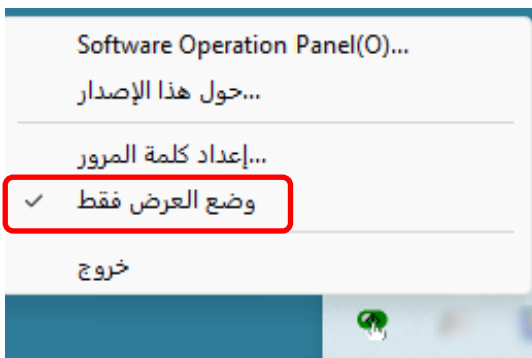 Software Operation Panel(O)...
حول هذا الإصدار...
إعداد كلمة المرور...
وضع العرض فقط
خروج